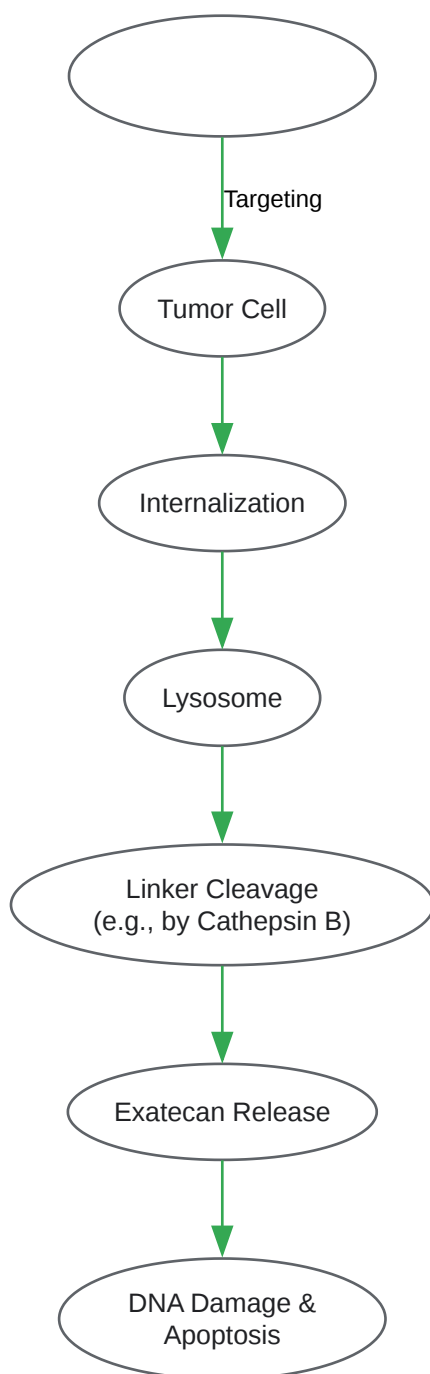 Targeting
Tumor Cell
Internalization
Lysosome
Linker Cleavage
(e.g., by Cathepsin B)
Exatecan Release
DNA Damage &
Apoptosis